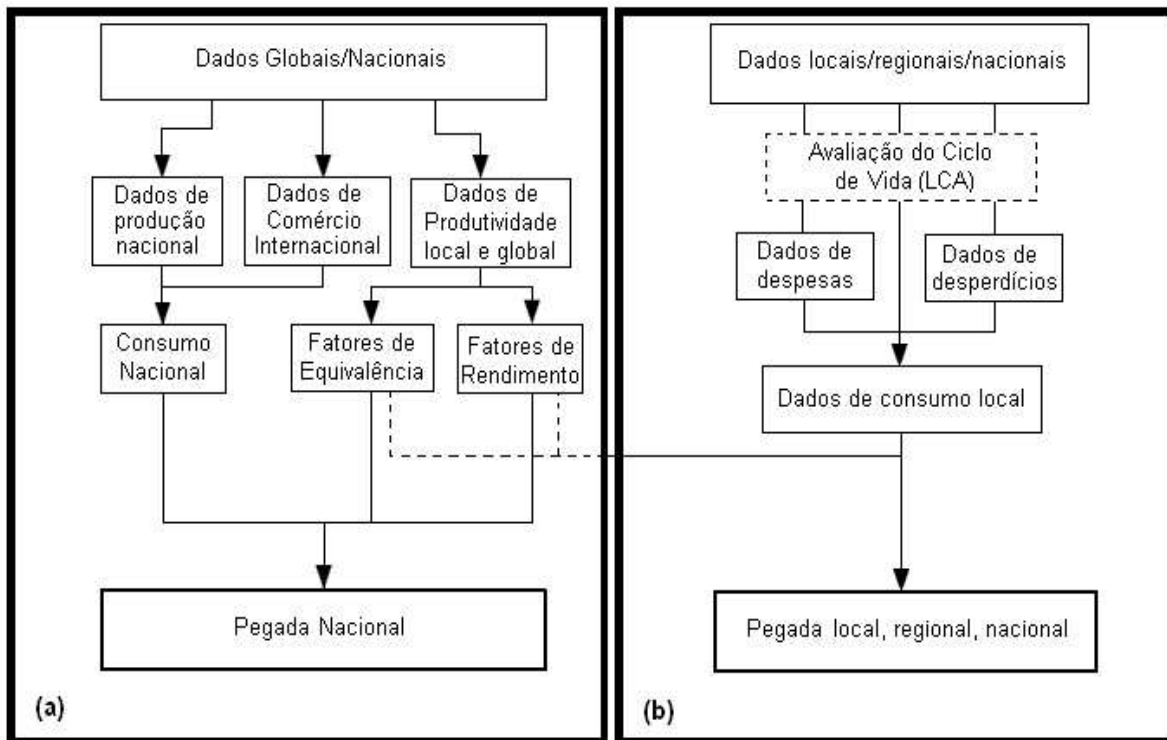 Dados Globais/Nacionais
Dados de
produção
nacional
Dados de
Comércio
Internacional
Dados de
Produtividade
local e global
Consumo
Nacional
Fatores de
Equivalência
Fatores de
Rendimento
Pegada Nacional
(a)
Dados locais/regionais/nacionais
Avaliação do Ciclo
de Vida (LCA)
Dados de
despesas
Dados de
desperdícios
Dados de consumo local
Pegada local, regional, nacional
(b)